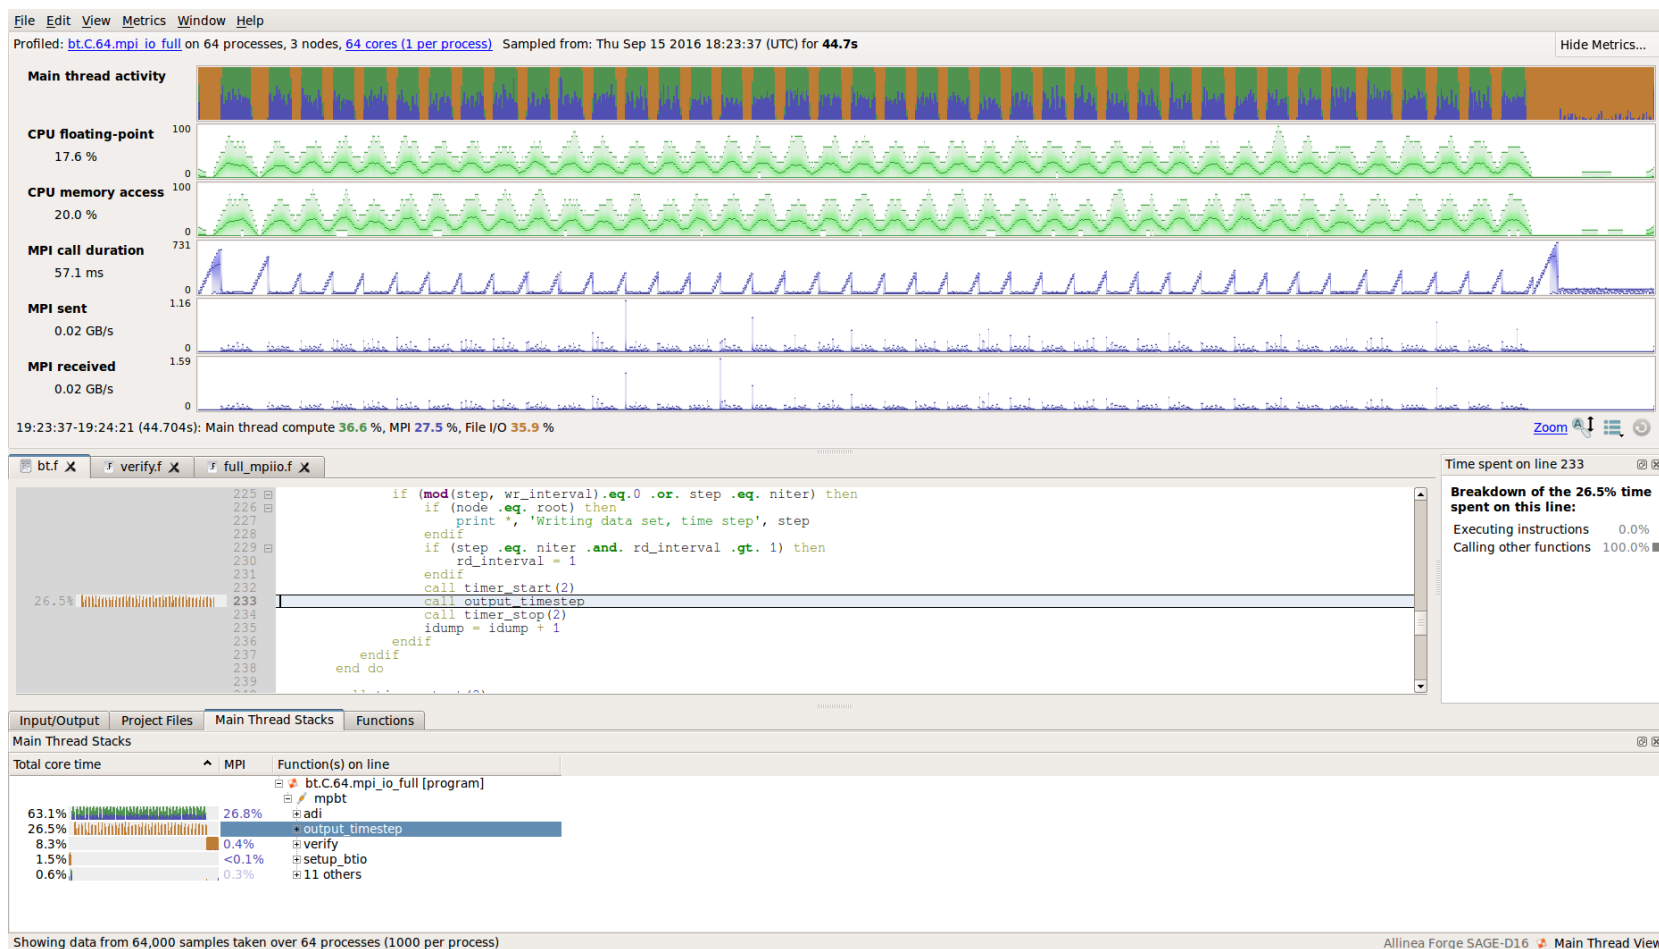 File Edit View Metrics Window Help
Profiled: bt.C.64.mpi_io_full on 64 processes, 3 nodes, 64 cores (1 per process) Sampled from: Thu Sep 15 2016 18:23:37 (UTC) for 44.7s
Hide Metrics...
Main thread activity
CPU floating-point 100
17.6 %
0
CPU memory access 100
20.0 %
0
MPI call duration 731
57.1 ms
0
MPI sent 1.16
0.02 GB/s
0
MPI received 1.59
0.02 GB/s
0
19:23:37-19:24:21 (44.704s): Main thread compute 36.6 %, MPI 27.5 %, File I/O 35.9 %
Zoom
bt.f verify.f full_mpiio.f
225 if (mod(step, wr_interval).eq.0 .or. step .eq. niter) then
226 if (node .eq. root) then
227 print *, 'Writing data set, time step', step
228 endif
229 if (step .eq. niter .and. rd_interval .gt. 1) then
230 rd_interval = 1
231 endif
232 call timer_start(2)
26.5% 233 call output_timestep
234 call timer_stop(2)
235 idump = idump + 1
236 endif
237 endif
238 end do
239
Time spent on line 233
Breakdown of the 26.5% time
spent on this line:
Executing instructions 0.0%
Calling other functions 100.0%
Input/Output Project Files Main Thread Stacks Functions
Main Thread Stacks
Total core time MPI Function(s) on line
bt.C.64.mpi_io_full [program]
mpbt
63.1% 26.8% adi
26.5% output_timestep
8.3% 0.4% verify
1.5% <0.1% setup_btio
0.6% 0.3% 11 others
Showing data from 64,000 samples taken over 64 processes (1000 per process)
Allinea Forge SAGE-D16 Main Thread View